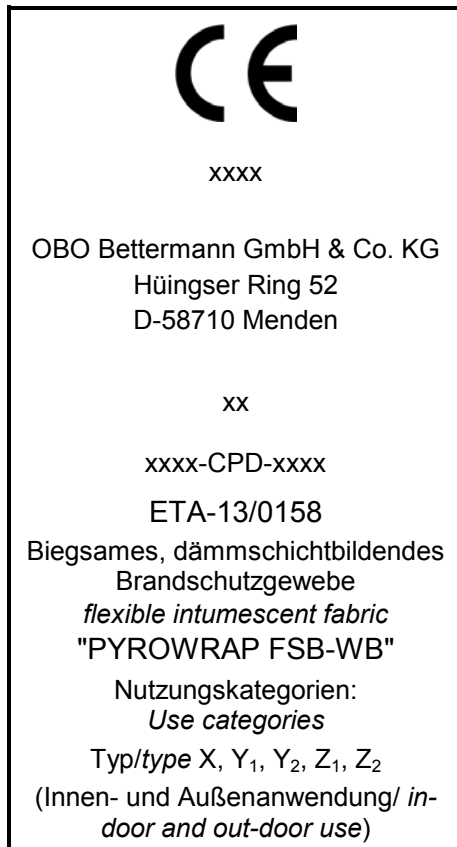 CE
xxxx
OBO Bettermann GmbH & Co. KG
Hüingser Ring 52
D-58710 Menden
xx
xxxx-CPD-xxxx
ETA-13/0158
Biegsames, dämmschichtbildendes
Brandschutzgewebe
flexible intumescent fabric
"PYROWRAP FSB-WB"
Nutzungskategorien:
Use categories
Typ/type X, Y₁, Y₂, Z₁, Z₂
(Innen- und Außenanwendung/ in-
door and out-door use)